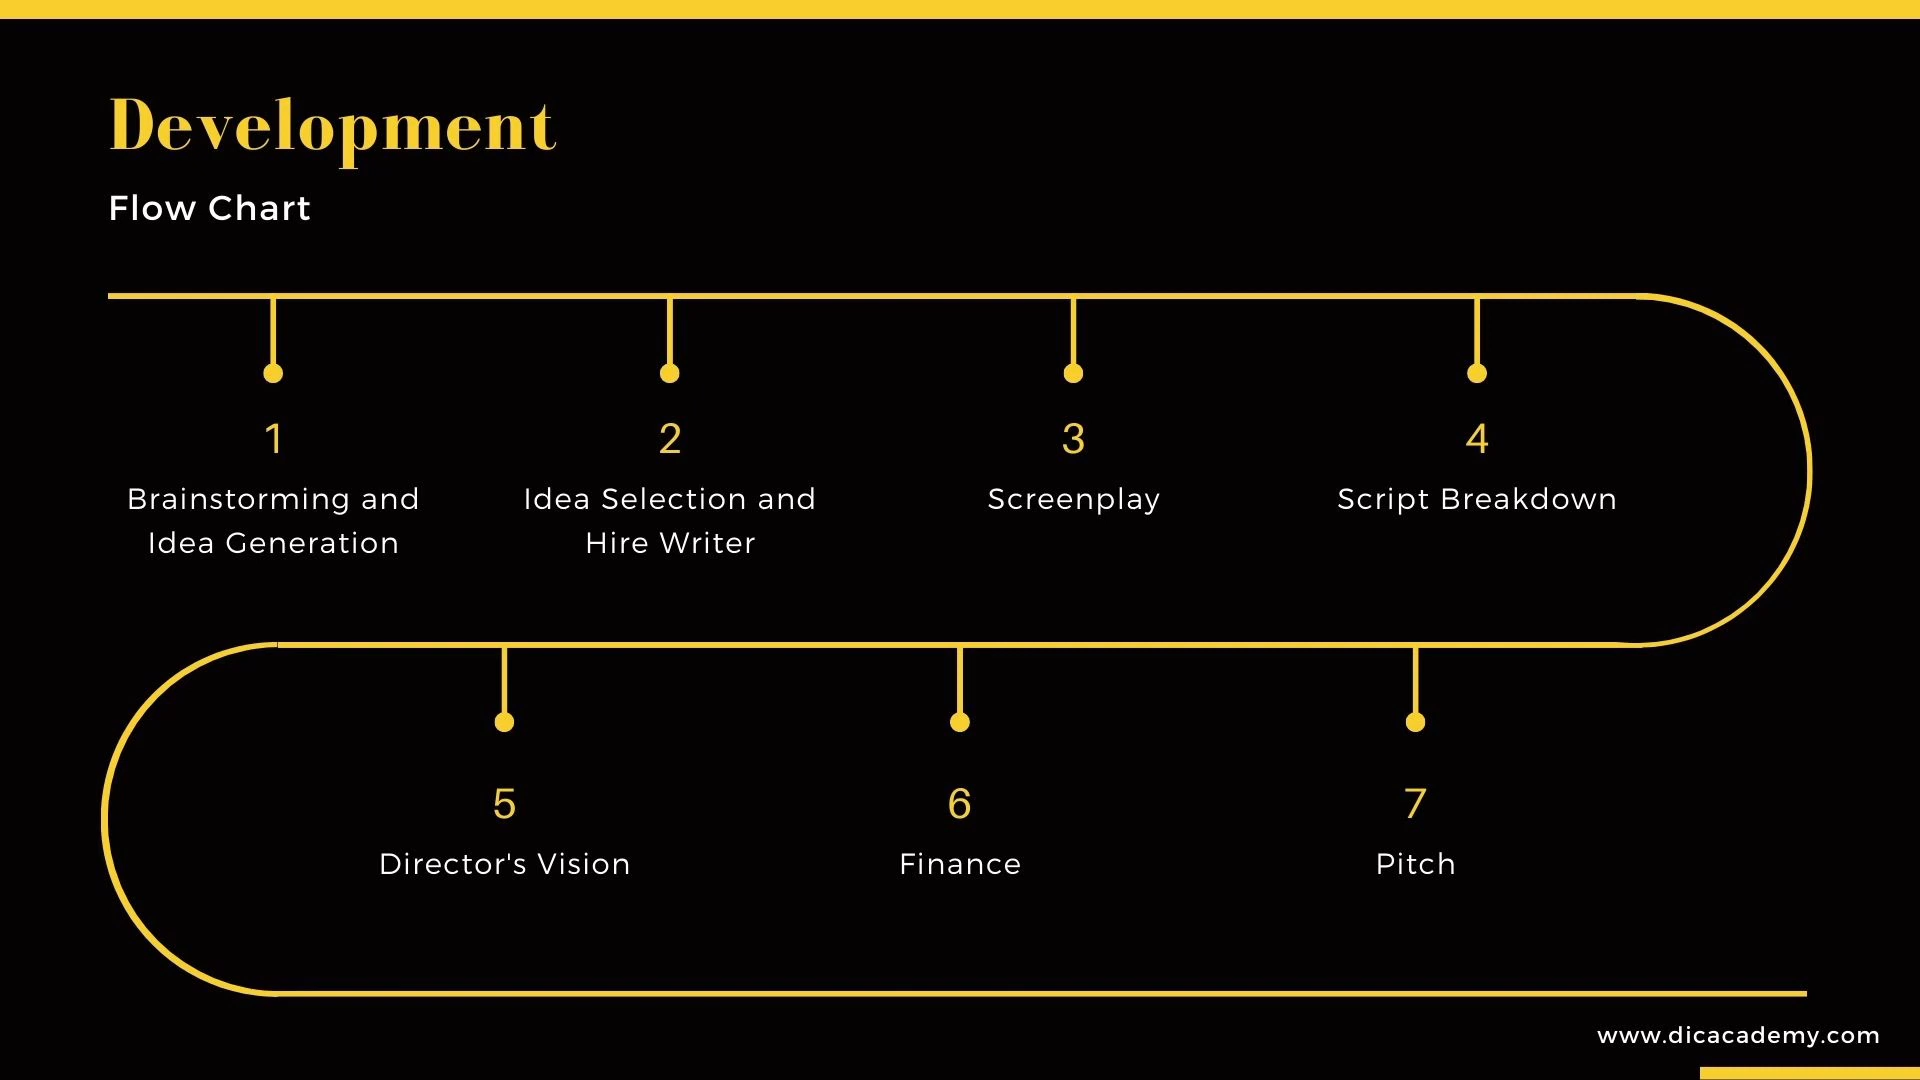 Development
Flow Chart
1
Brainstorming and
Idea Generation
2
Idea Selection and
Hire Writer
3
Screenplay
4
Script Breakdown
5
Director's Vision
6
Finance
7
Pitch
www.dicacademy.com